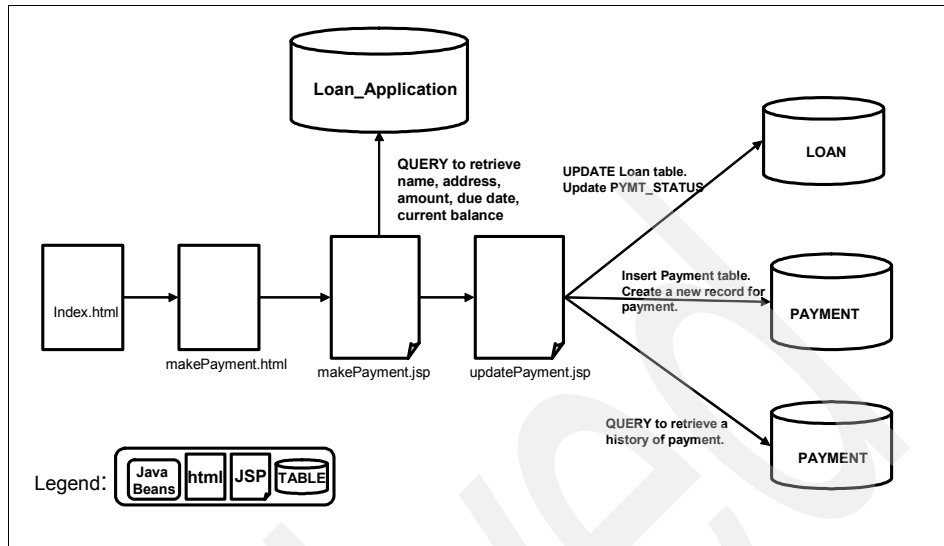 Loan_Application
QUERY to retrieve
name, address,
amount, due date,
current balance
UPDATE Loan table.
Update PYMT_STATUS
LOAN
Index.html
makePayment.html
makePayment.jsp
updatePayment.jsp
Insert Payment table.
Create a new record for
payment.
PAYMENT
QUERY to retrieve a
history of payment.
PAYMENT
Legend:
Java
Beans
html
JSP
TABLE